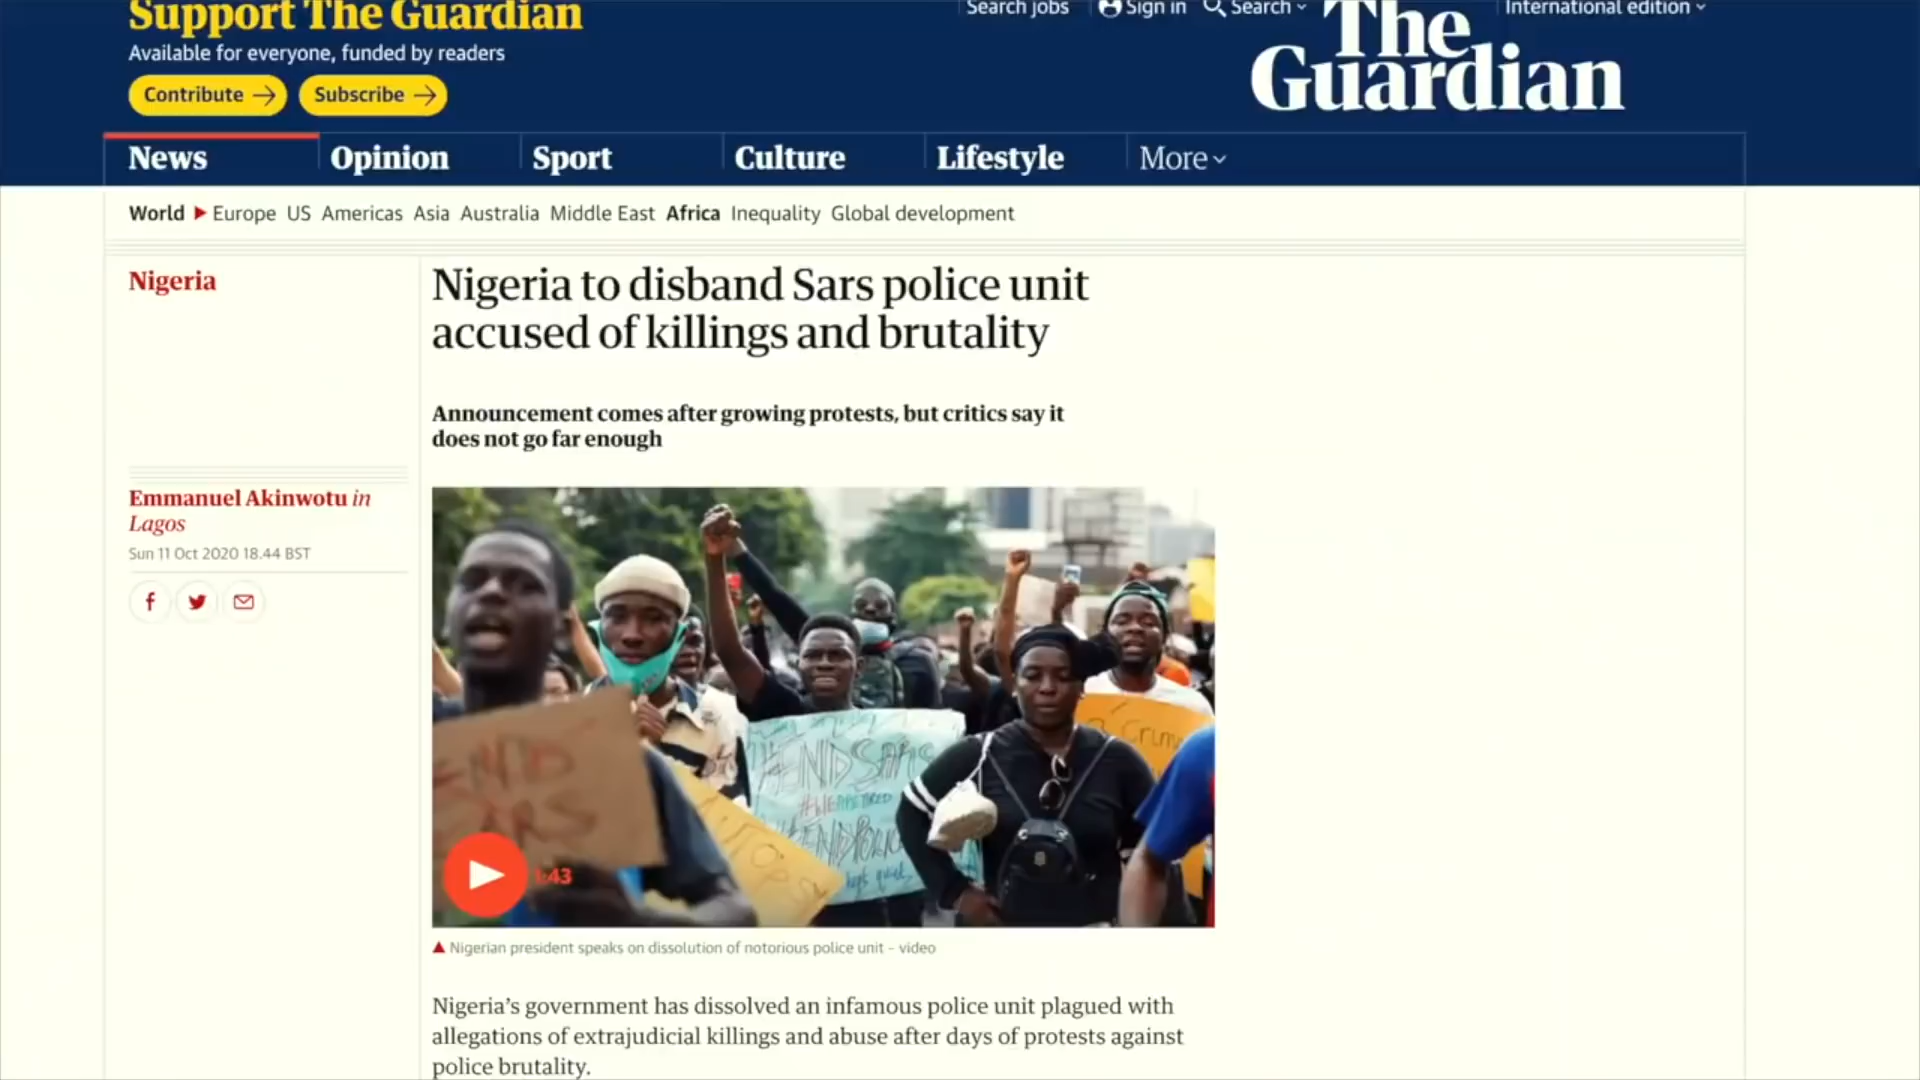 Support The Guardian
Available for everyone, funded by readers
Contribute
Subscribe
Search jobs
Sign in
Search
International edition
The
Guardian
News
Opinion
Sport
Culture
Lifestyle
More
World Europe US Americas Asia Australia Middle East Africa Inequality Global development
Nigeria
Nigeria to disband Sars police unit
accused of killings and brutality
Announcement comes after growing protests, but critics say it
does not go far enough
Emmanuel Akinwotu in
Lagos
Sun 11 Oct 2020 18.44 BST
END
SARS
#ENDSARS
#WEARETIRED
Crime
1:43
Nigerian president speaks on dissolution of notorious police unit - video
Nigeria's government has dissolved an infamous police unit plagued with
allegations of extrajudicial killings and abuse after days of protests against
police brutality.